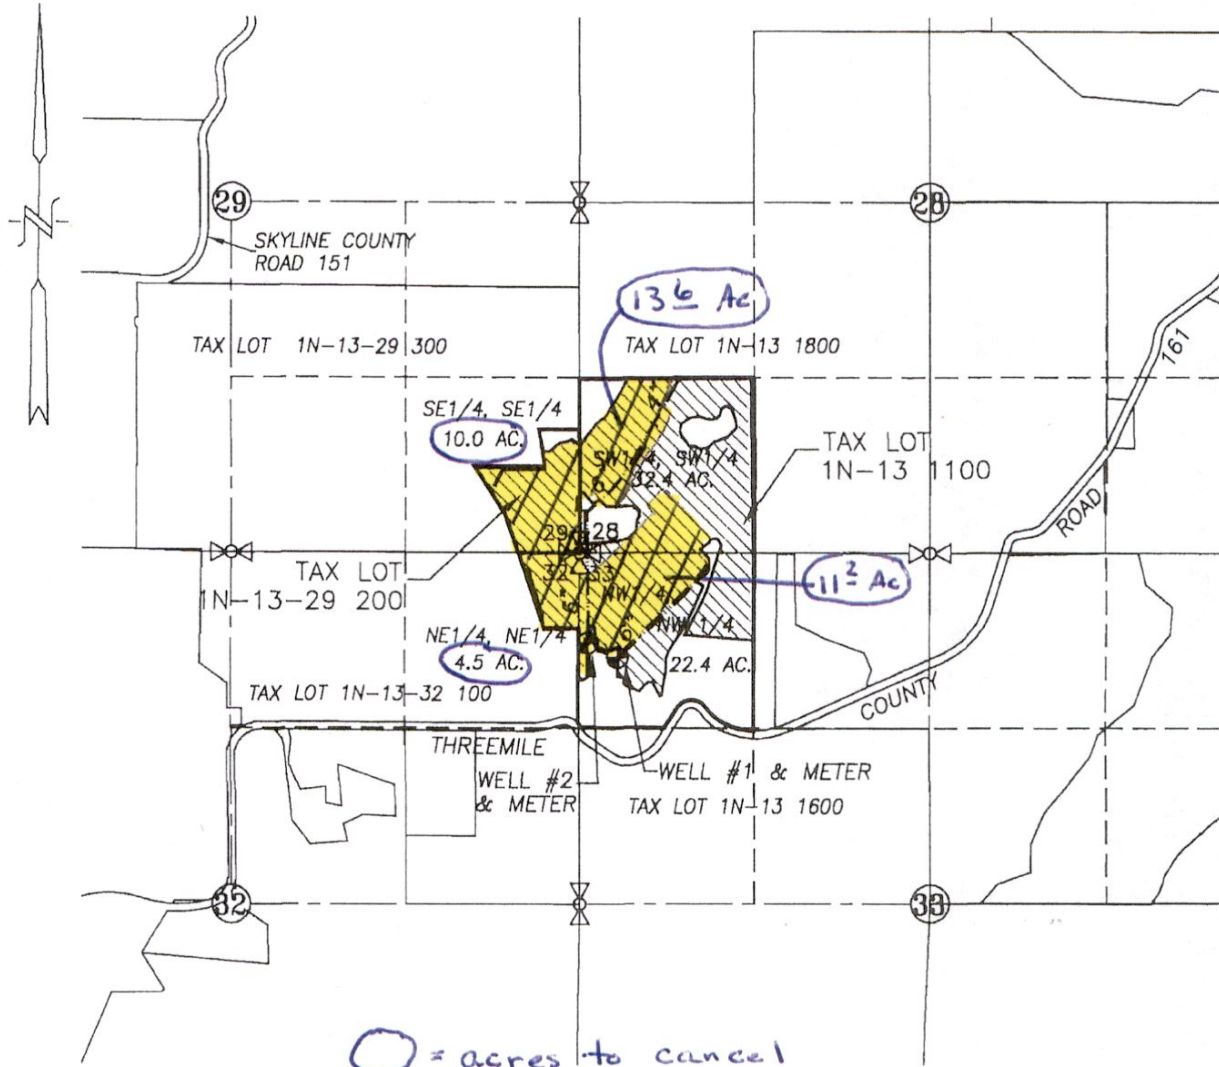 N
29
28
SKYLINE COUNTY
ROAD 151
13 6 Ac
TAX LOT 1N-13-29 300
TAX LOT 1N-13 1800
161
SE1/4, SE1/4
10.0 AC.
TAX LOT
1N-13 1100
SW1/4, SW1/4
32.4 AC.
ROAD
29
28
TAX LOT
1N-13-29 200
32
33
11 2 Ac
NW1/4
NW 1/4
NE1/4, NE1/4
4.5 AC.
22.4 AC.
TAX LOT 1N-13-32 100
COUNTY
THREEMILE
WELL #2
& METER
WELL #1 & METER
TAX LOT 1N-13 1600
32
33
= acres to cancel